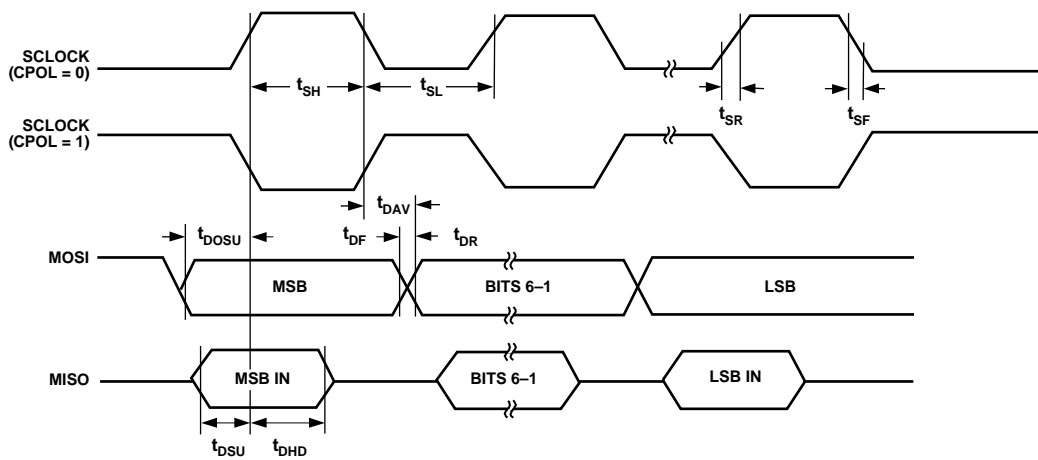 SCLOCK
(CPOL = 0)
tSH
tSL
tSR
tSF
SCLOCK
(CPOL = 1)
tDAV
tDOSU
tDF
tDR
MOSI
MSB
BITS 6–1
LSB
MISO
MSB IN
BITS 6–1
LSB IN
tDSU
tDHD